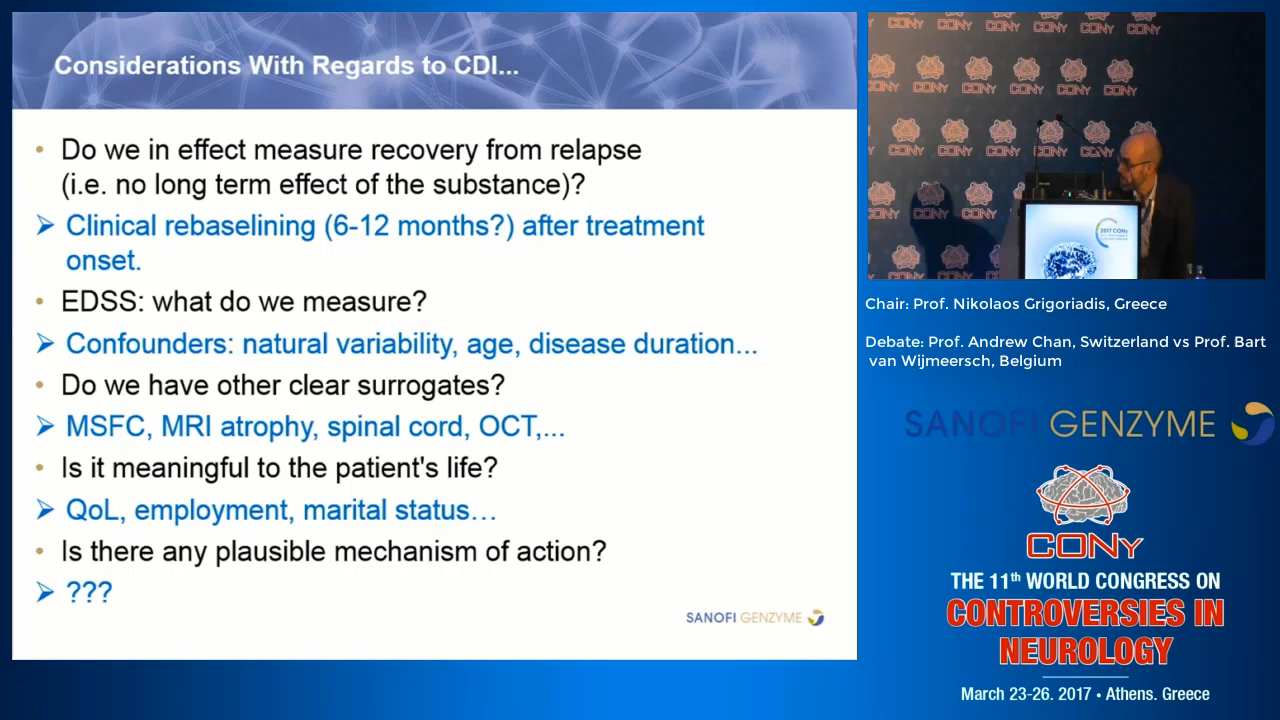 Considerations With Regards to CDI...
• Do we in effect measure recovery from relapse
(i.e. no long term effect of the substance)?
➤ Clinical rebaselining (6-12 months?) after treatment
onset.
• EDSS: what do we measure?
➤ Confounders: natural variability, age, disease duration...
• Do we have other clear surrogates?
➤ MSFC, MRI atrophy, spinal cord, OCT,...
• Is it meaningful to the patient's life?
➤ QoL, employment, marital status…
• Is there any plausible mechanism of action?
➤ ???
SANOFI GENZYME
CONy
2017 CONy
Chair: Prof. Nikolaos Grigoriadis, Greece
Debate: Prof. Andrew Chan, Switzerland vs Prof. Bart
van Wijmeersch, Belgium
SANOFI GENZYME
CONy
THE 11th WORLD CONGRESS ON
CONTROVERSIES IN
NEUROLOGY
March 23-26. 2017 • Athens. Greece